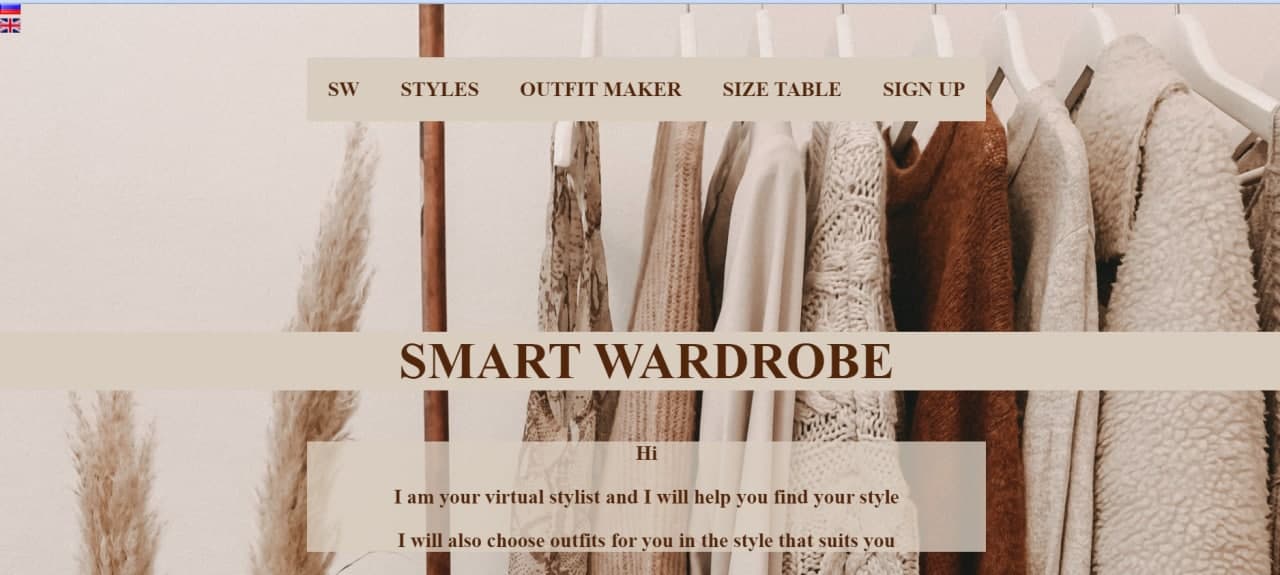 SW STYLES OUTFIT MAKER SIZE TABLE SIGN UP
SMART WARDROBE
Hi
I am your virtual stylist and I will help you find your style
I will also choose outfits for you in the style that suits you